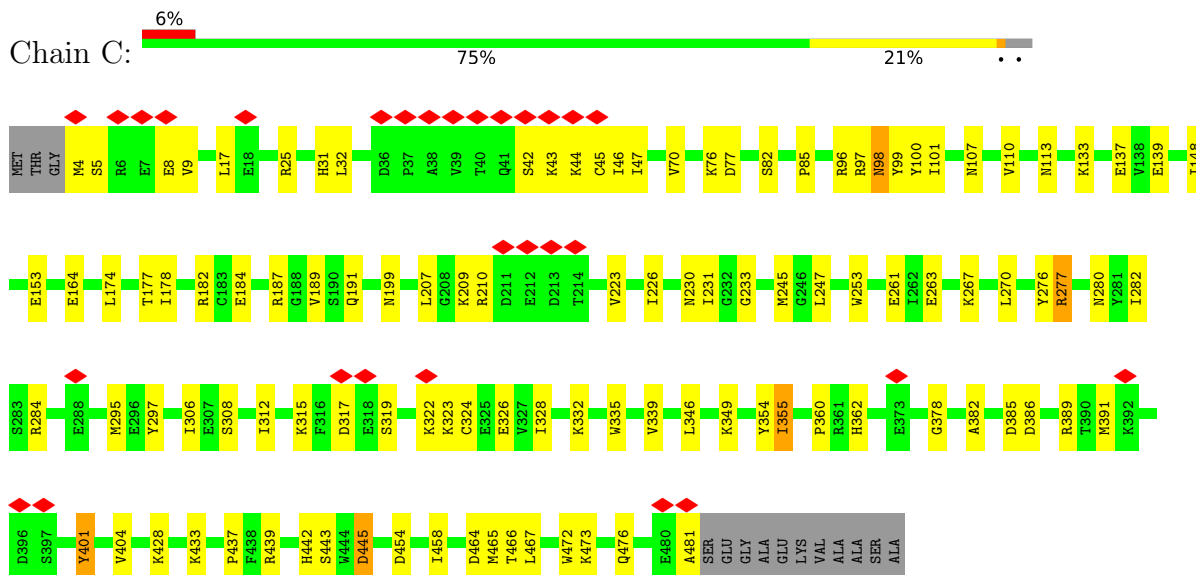 6%
Chain C:
75% 21% • •
MET THR GLY M4 S5 R6 E7 E8 V9 L17 E18 R25 H31 L32 D36 P37 A38 V39 T40 Q41 S42 K43 K44 C45 I46 I47 V70 K76 D77 S82 P85 R96 R97 N98 Y99 Y100 I101 N107 V110 N113 K133 E137 V138 E139 I148
E153 E164 L174 T177 I178 R182 C183 E184 R187 G188 V189 S190 Q191 N199 L207 G208 K209 R210 D211 E212 D213 T214 V223 I226 N230 I231 G232 G233 M245 G246 L247 W253 E261 I262 E263 K267 L270 Y276 R277 N280 Y281 I282
S283 R284 E288 M295 E296 Y297 I306 E307 S308 I312 K315 F316 D317 E318 S319 K322 K323 C324 E325 E326 V327 I328 K332 W335 V339 L346 K349 Y354 I355 P360 R361 H362 E373 G378 A382 D385 D386 R389 T390 M391 K392
D396 S397 Y401 V404 K428 K433 P437 F438 R439 H442 S443 W444 D445 D454 I458 D464 M465 T466 L467 W472 K473 Q476 E480 A481 SER GLU GLY ALA GLU LYS VAL ALA ALA SER ALA